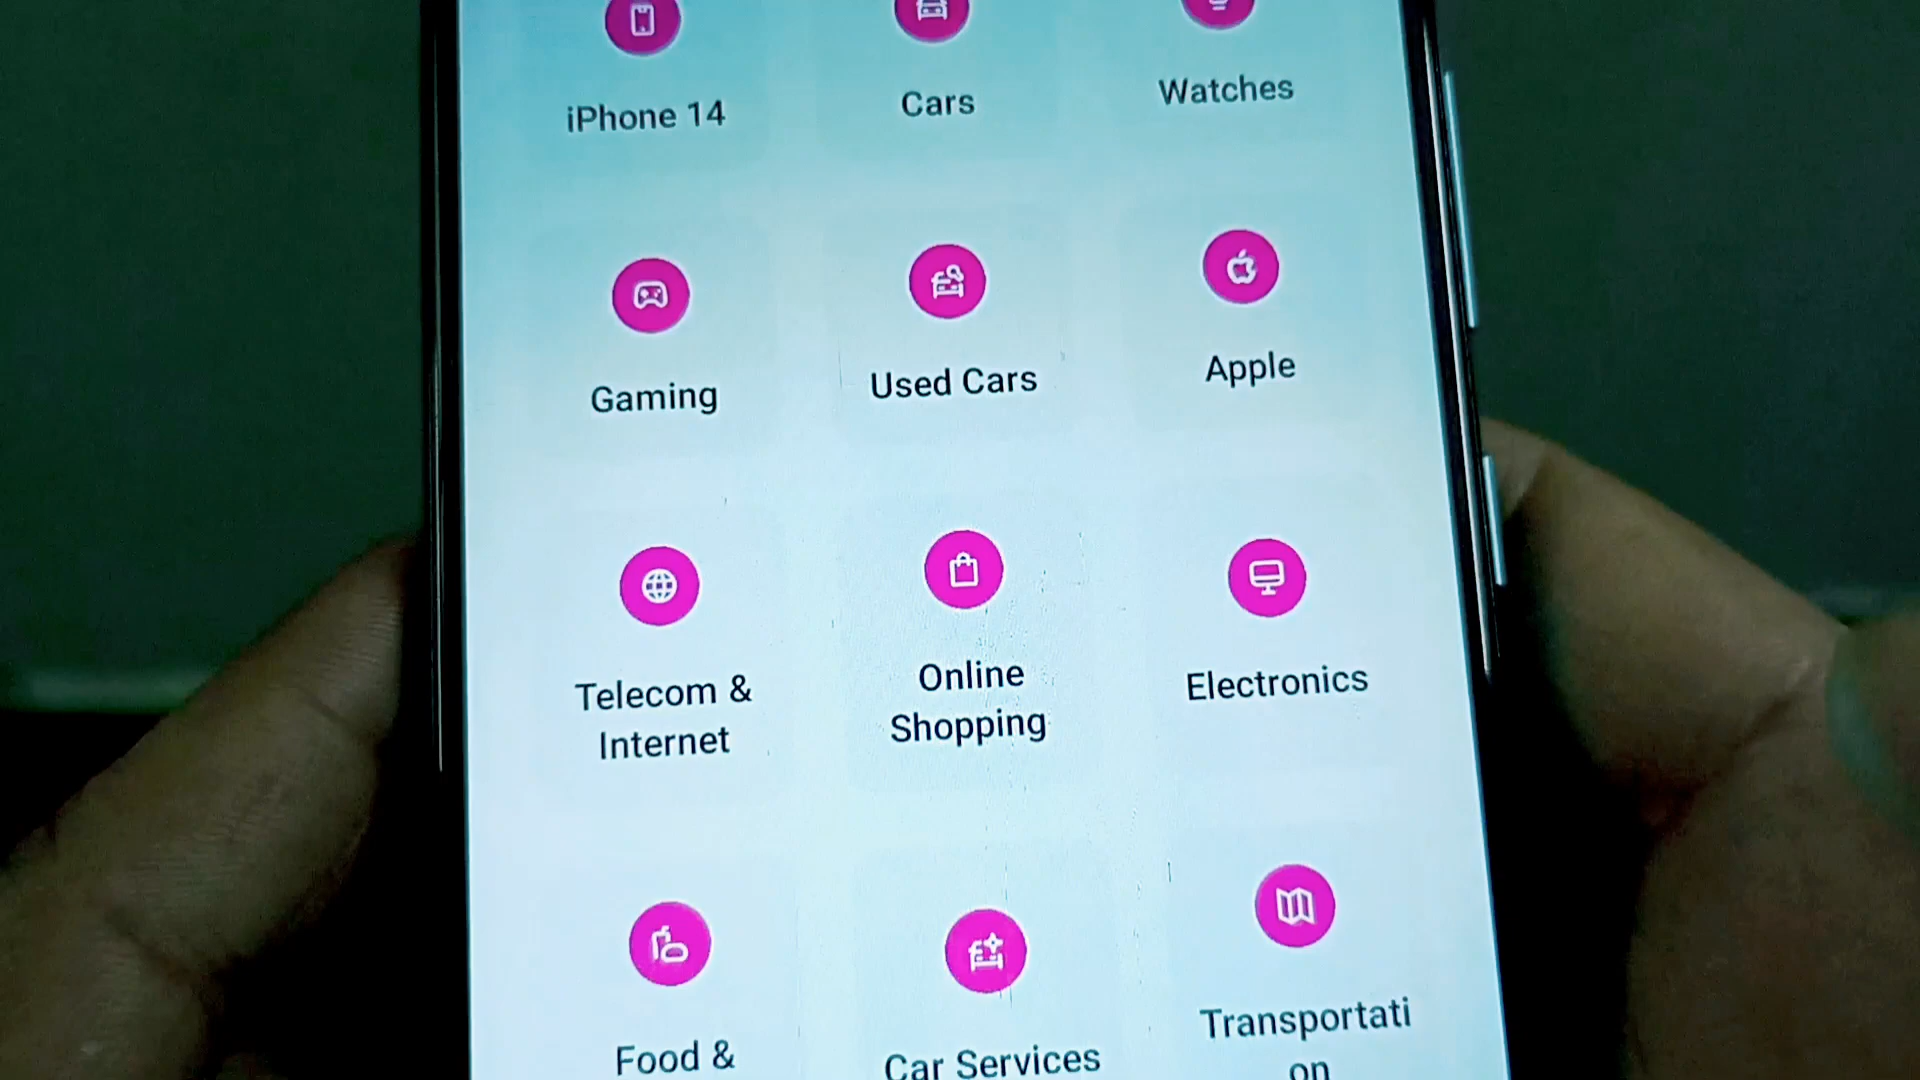 iPhone 14
Cars
Watches
Gaming
Used Cars
Apple
Telecom &
Internet
Online
Shopping
Electronics
Food &
Car Services
Transportati
on